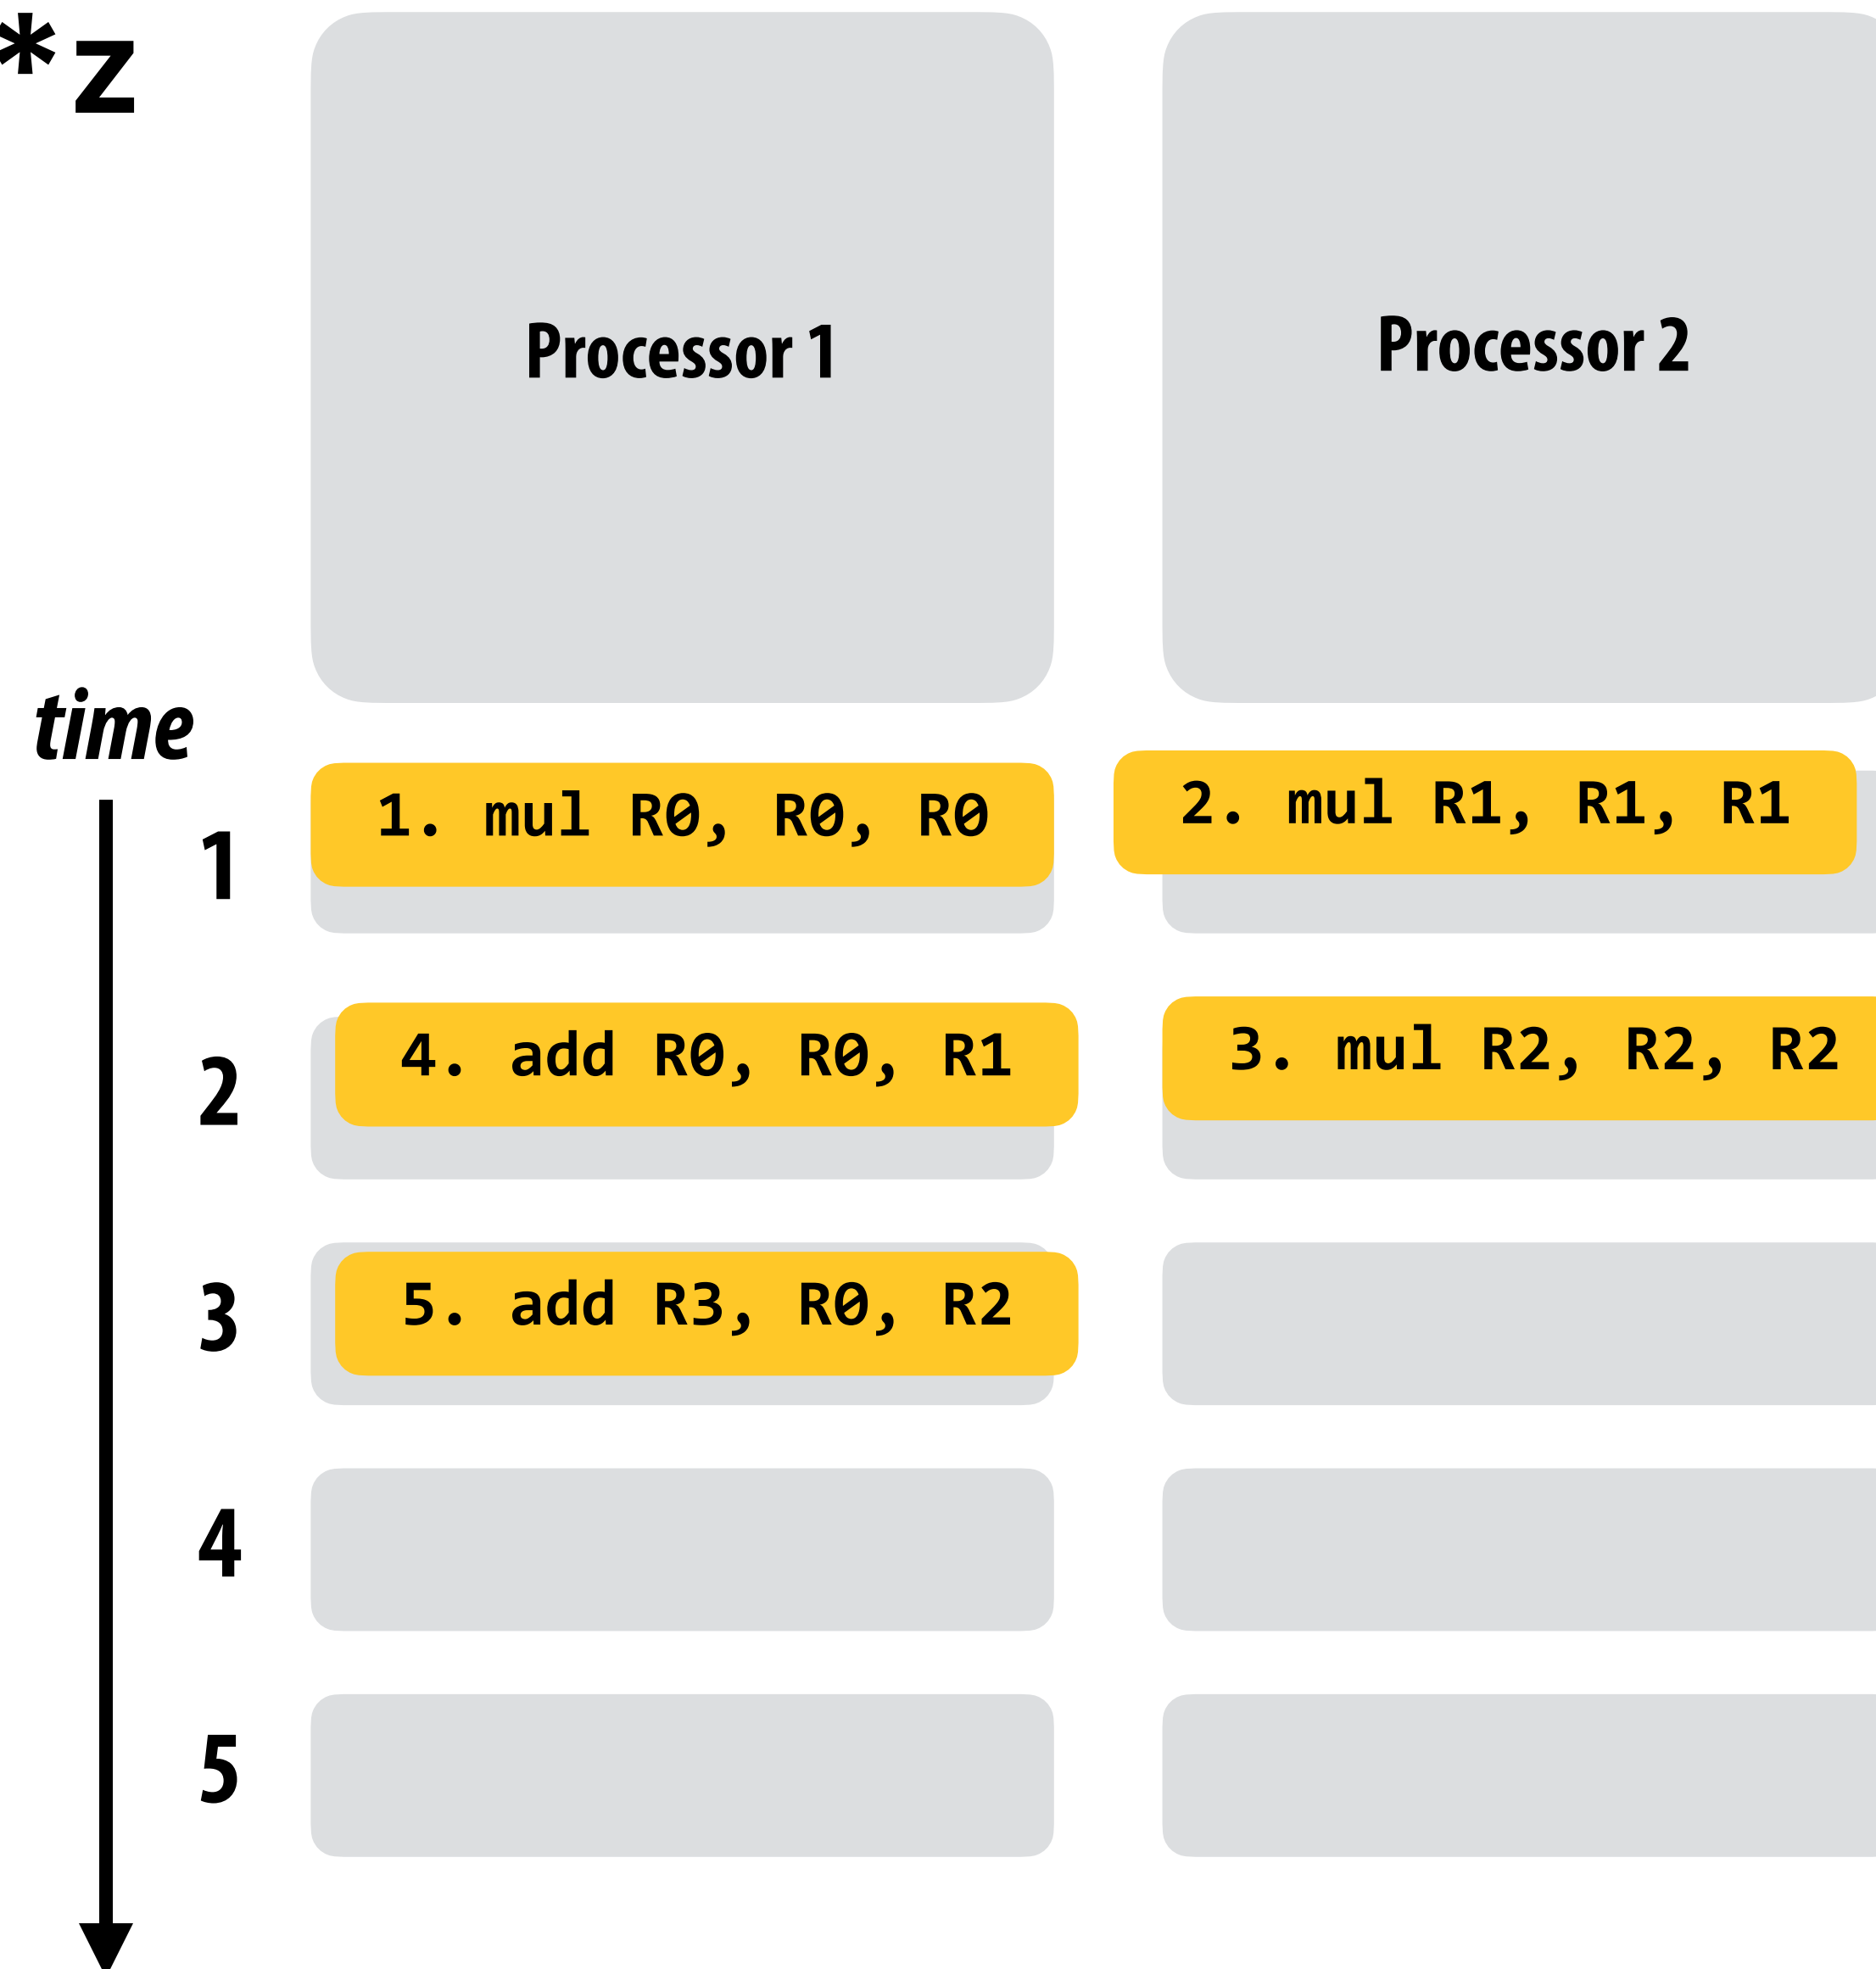 *z
Processor 1
Processor 2
time
1
1. mul R0, R0, R0
2. mul R1, R1, R1
2
4. add R0, R0, R1
3. mul R2, R2, R2
3
5. add R3, R0, R2
4
5